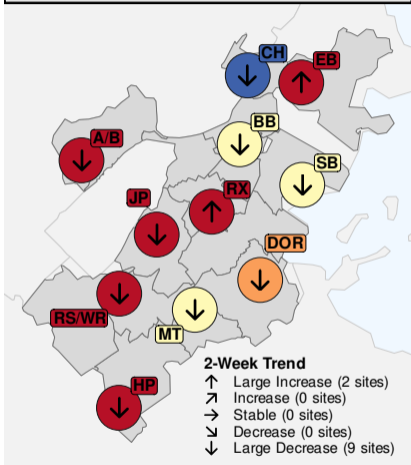 CH
EB
BB
A/B
SB
RX
JP
DOR
RS/WR
MT
HP
2-Week Trend
↑ Large Increase (2 sites)
↗ Increase (0 sites)
→ Stable (0 sites)
↘ Decrease (0 sites)
↓ Large Decrease (9 sites)